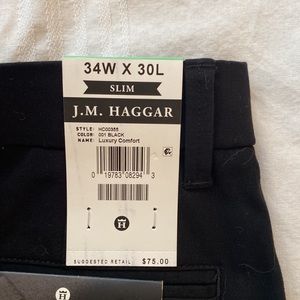 34W X 30L
SLIM
J.M. HAGGAR
STYLE: HC00355
COLOR: 001 BLACK
NAME: Luxury Comfort
0 19783 08294 3
H
SUGGESTED RETAIL $75.00
H